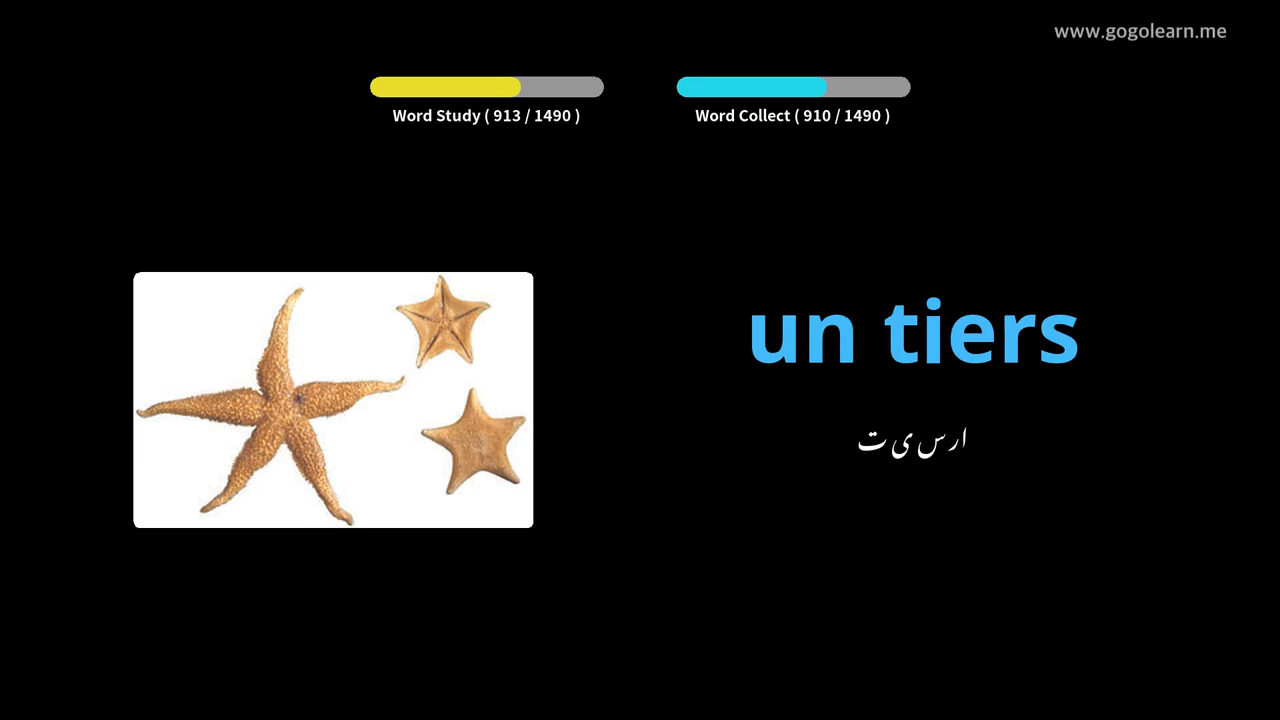 www.gogolearn.me
Word Study ( 913 / 1490 )
Word Collect ( 910 / 1490 )
un tiers
ارس ی ت